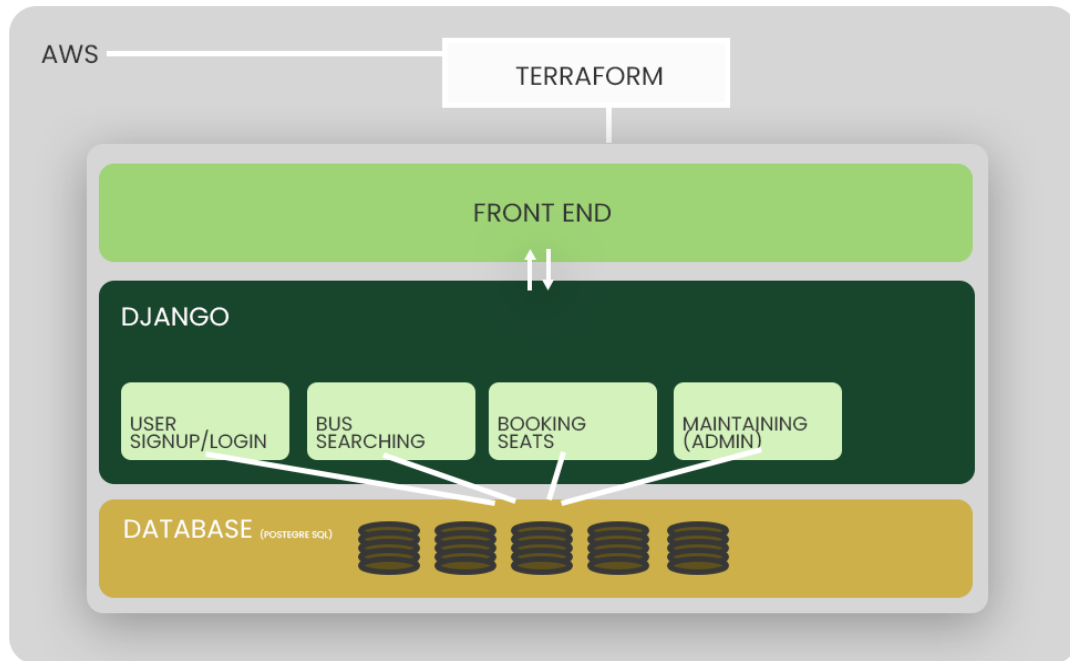 AWS
TERRAFORM
FRONT END
DJANGO
USER
SIGNUP/LOGIN
BUS
SEARCHING
BOOKING
SEATS
MAINTAINING
(ADMIN)
DATABASE (POSTEGRE SQL)